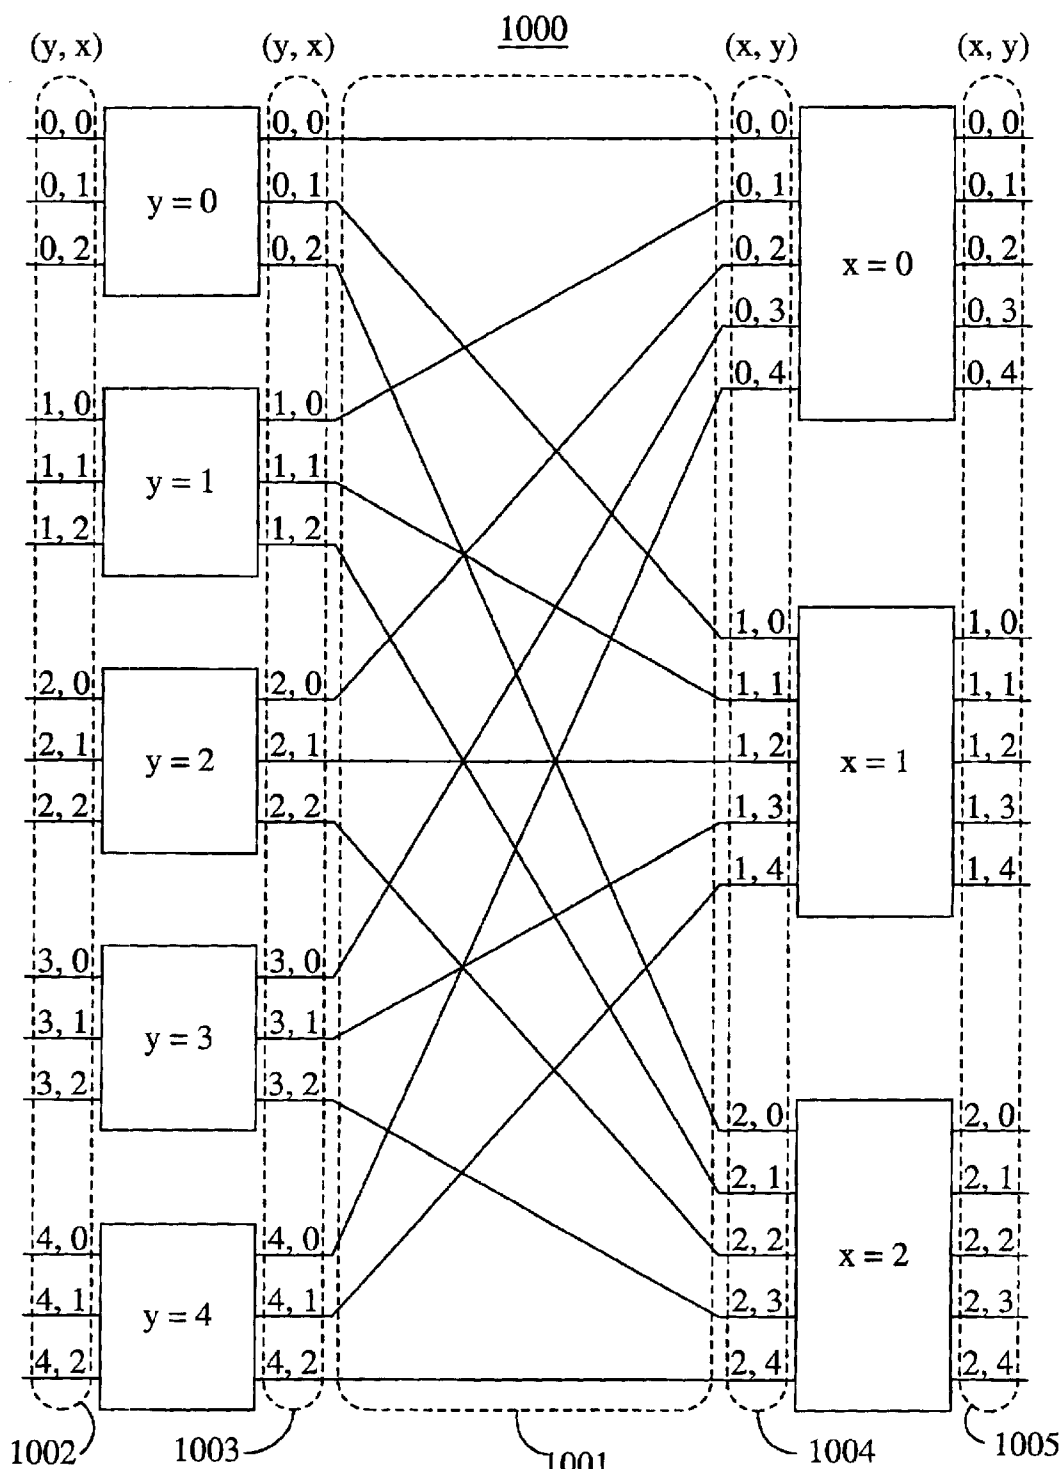 1000
(y, x) (y, x) (x, y) (x, y)
0, 0 0, 0 0, 0 0, 0
0, 1 y = 0 0, 1 0, 1 0, 1
0, 2 0, 2 0, 2 x = 0 0, 2
0, 3 0, 3
0, 4 0, 4
1, 0 1, 0
1, 1 y = 1 1, 1
1, 2 1, 2
1, 0 1, 0
2, 0 2, 0 1, 1 1, 1
2, 1 y = 2 2, 1 1, 2 x = 1 1, 2
2, 2 2, 2 1, 3 1, 3
1, 4 1, 4
3, 0 3, 0
3, 1 y = 3 3, 1
3, 2 3, 2
2, 0 2, 0
2, 1 2, 1
4, 0 4, 0 2, 2 x = 2 2, 2
4, 1 y = 4 4, 1 2, 3 2, 3
4, 2 4, 2 2, 4 2, 4
1002 1003 1001 1004 1005